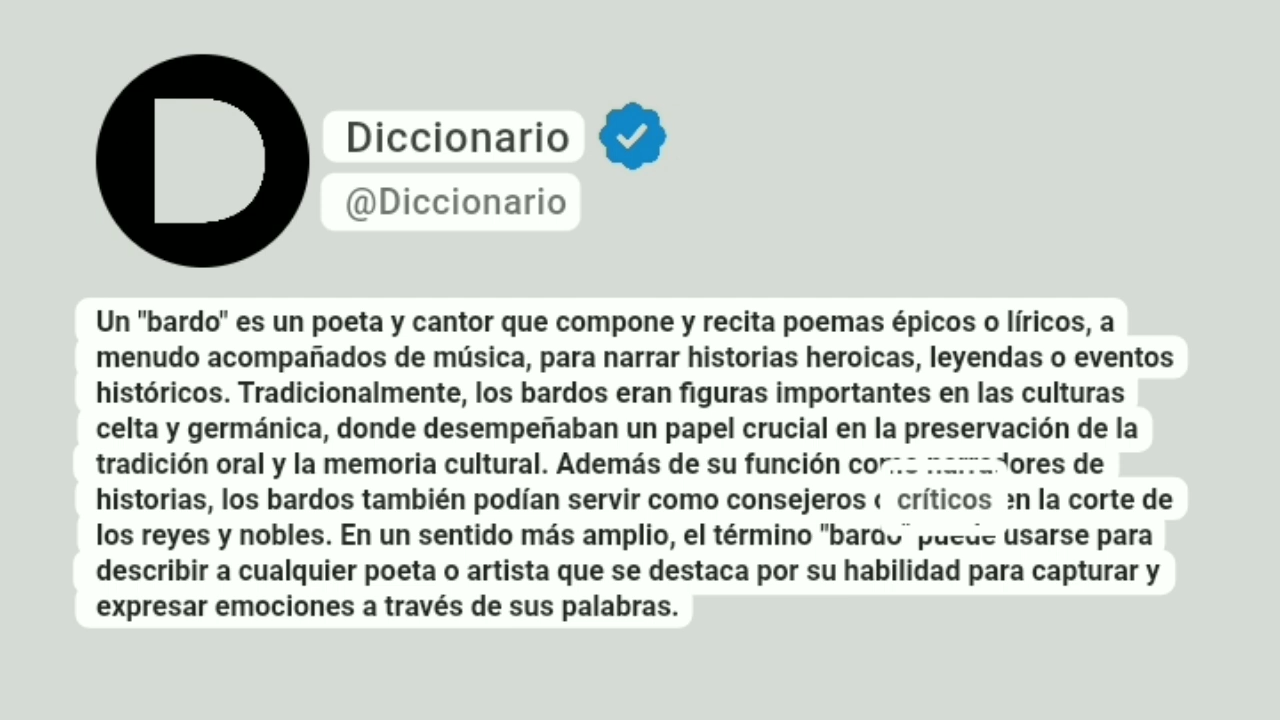 D
Diccionario
@Diccionario
Un "bardo" es un poeta y cantor que compone y recita poemas épicos o líricos, a
menudo acompañados de música, para narrar historias heroicas, leyendas o eventos
históricos. Tradicionalmente, los bardos eran figuras importantes en las culturas
celta y germánica, donde desempeñaban un papel crucial en la preservación de la
tradición oral y la memoria cultural. Además de su función como narradores de
historias, los bardos también podían servir como consejeros o críticos en la corte de
los reyes y nobles. En un sentido más amplio, el término "bardo" puede usarse para
describir a cualquier poeta o artista que se destaca por su habilidad para capturar y
expresar emociones a través de sus palabras.